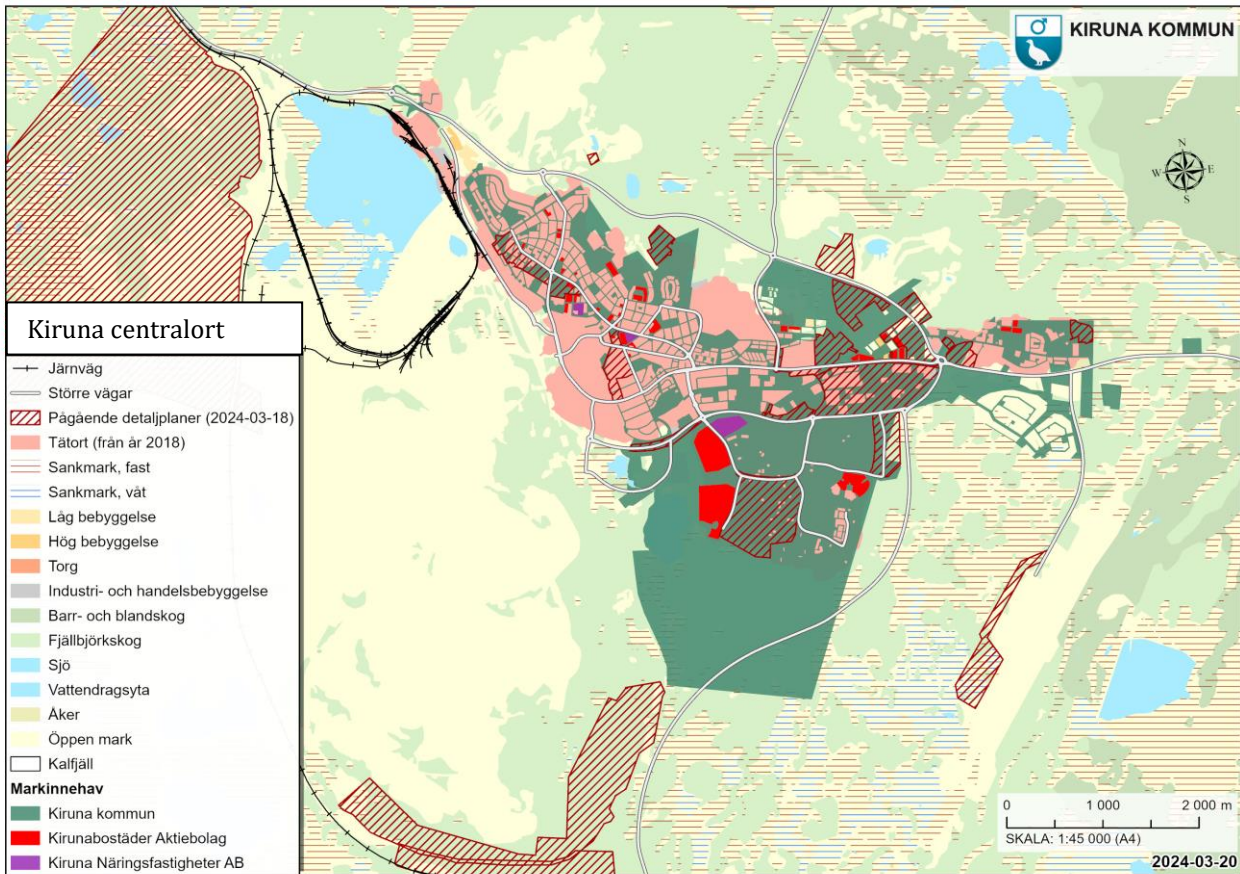 KIRUNA KOMMUN
N
W E
S
Kiruna centralort
Järnväg
Större vägar
Pågående detaljplaner (2024-03-18)
Tätort (från år 2018)
Sankmark, fast
Sankmark, våt
Låg bebyggelse
Hög bebyggelse
Torg
Industri- och handelsbebyggelse
Barr- och blandskog
Fjällbjörkskog
Sjö
Vattendragsyta
Åker
Öppen mark
Kalfjäll
Markinnehav
Kiruna kommun
Kirunabostäder Aktiebolag
Kiruna Näringsfastigheter AB
0 1 000 2 000 m
SKALA: 1:45 000 (A4)
2024-03-20